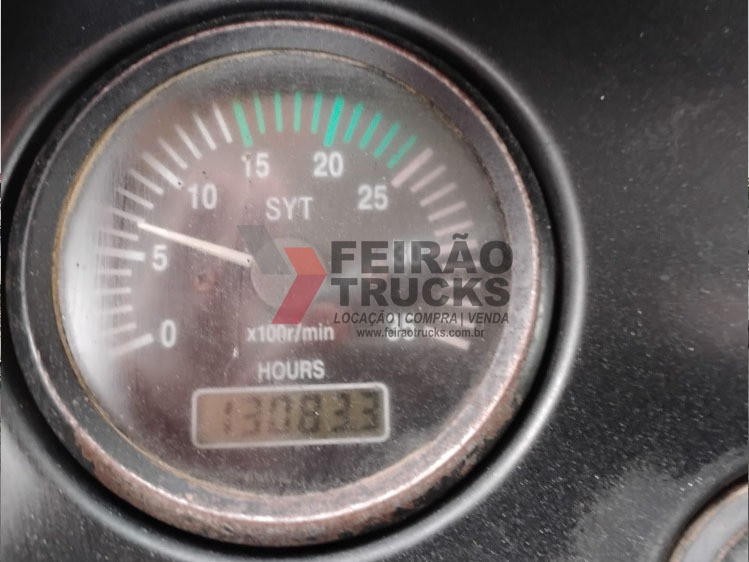 15 20
10 25
SYT
5
FEIRÃO
TRUCKS
LOCAÇÃO | COMPRA | VENDA
www.feiraotrucks.com.br
0
x100r/min
HOURS
130833